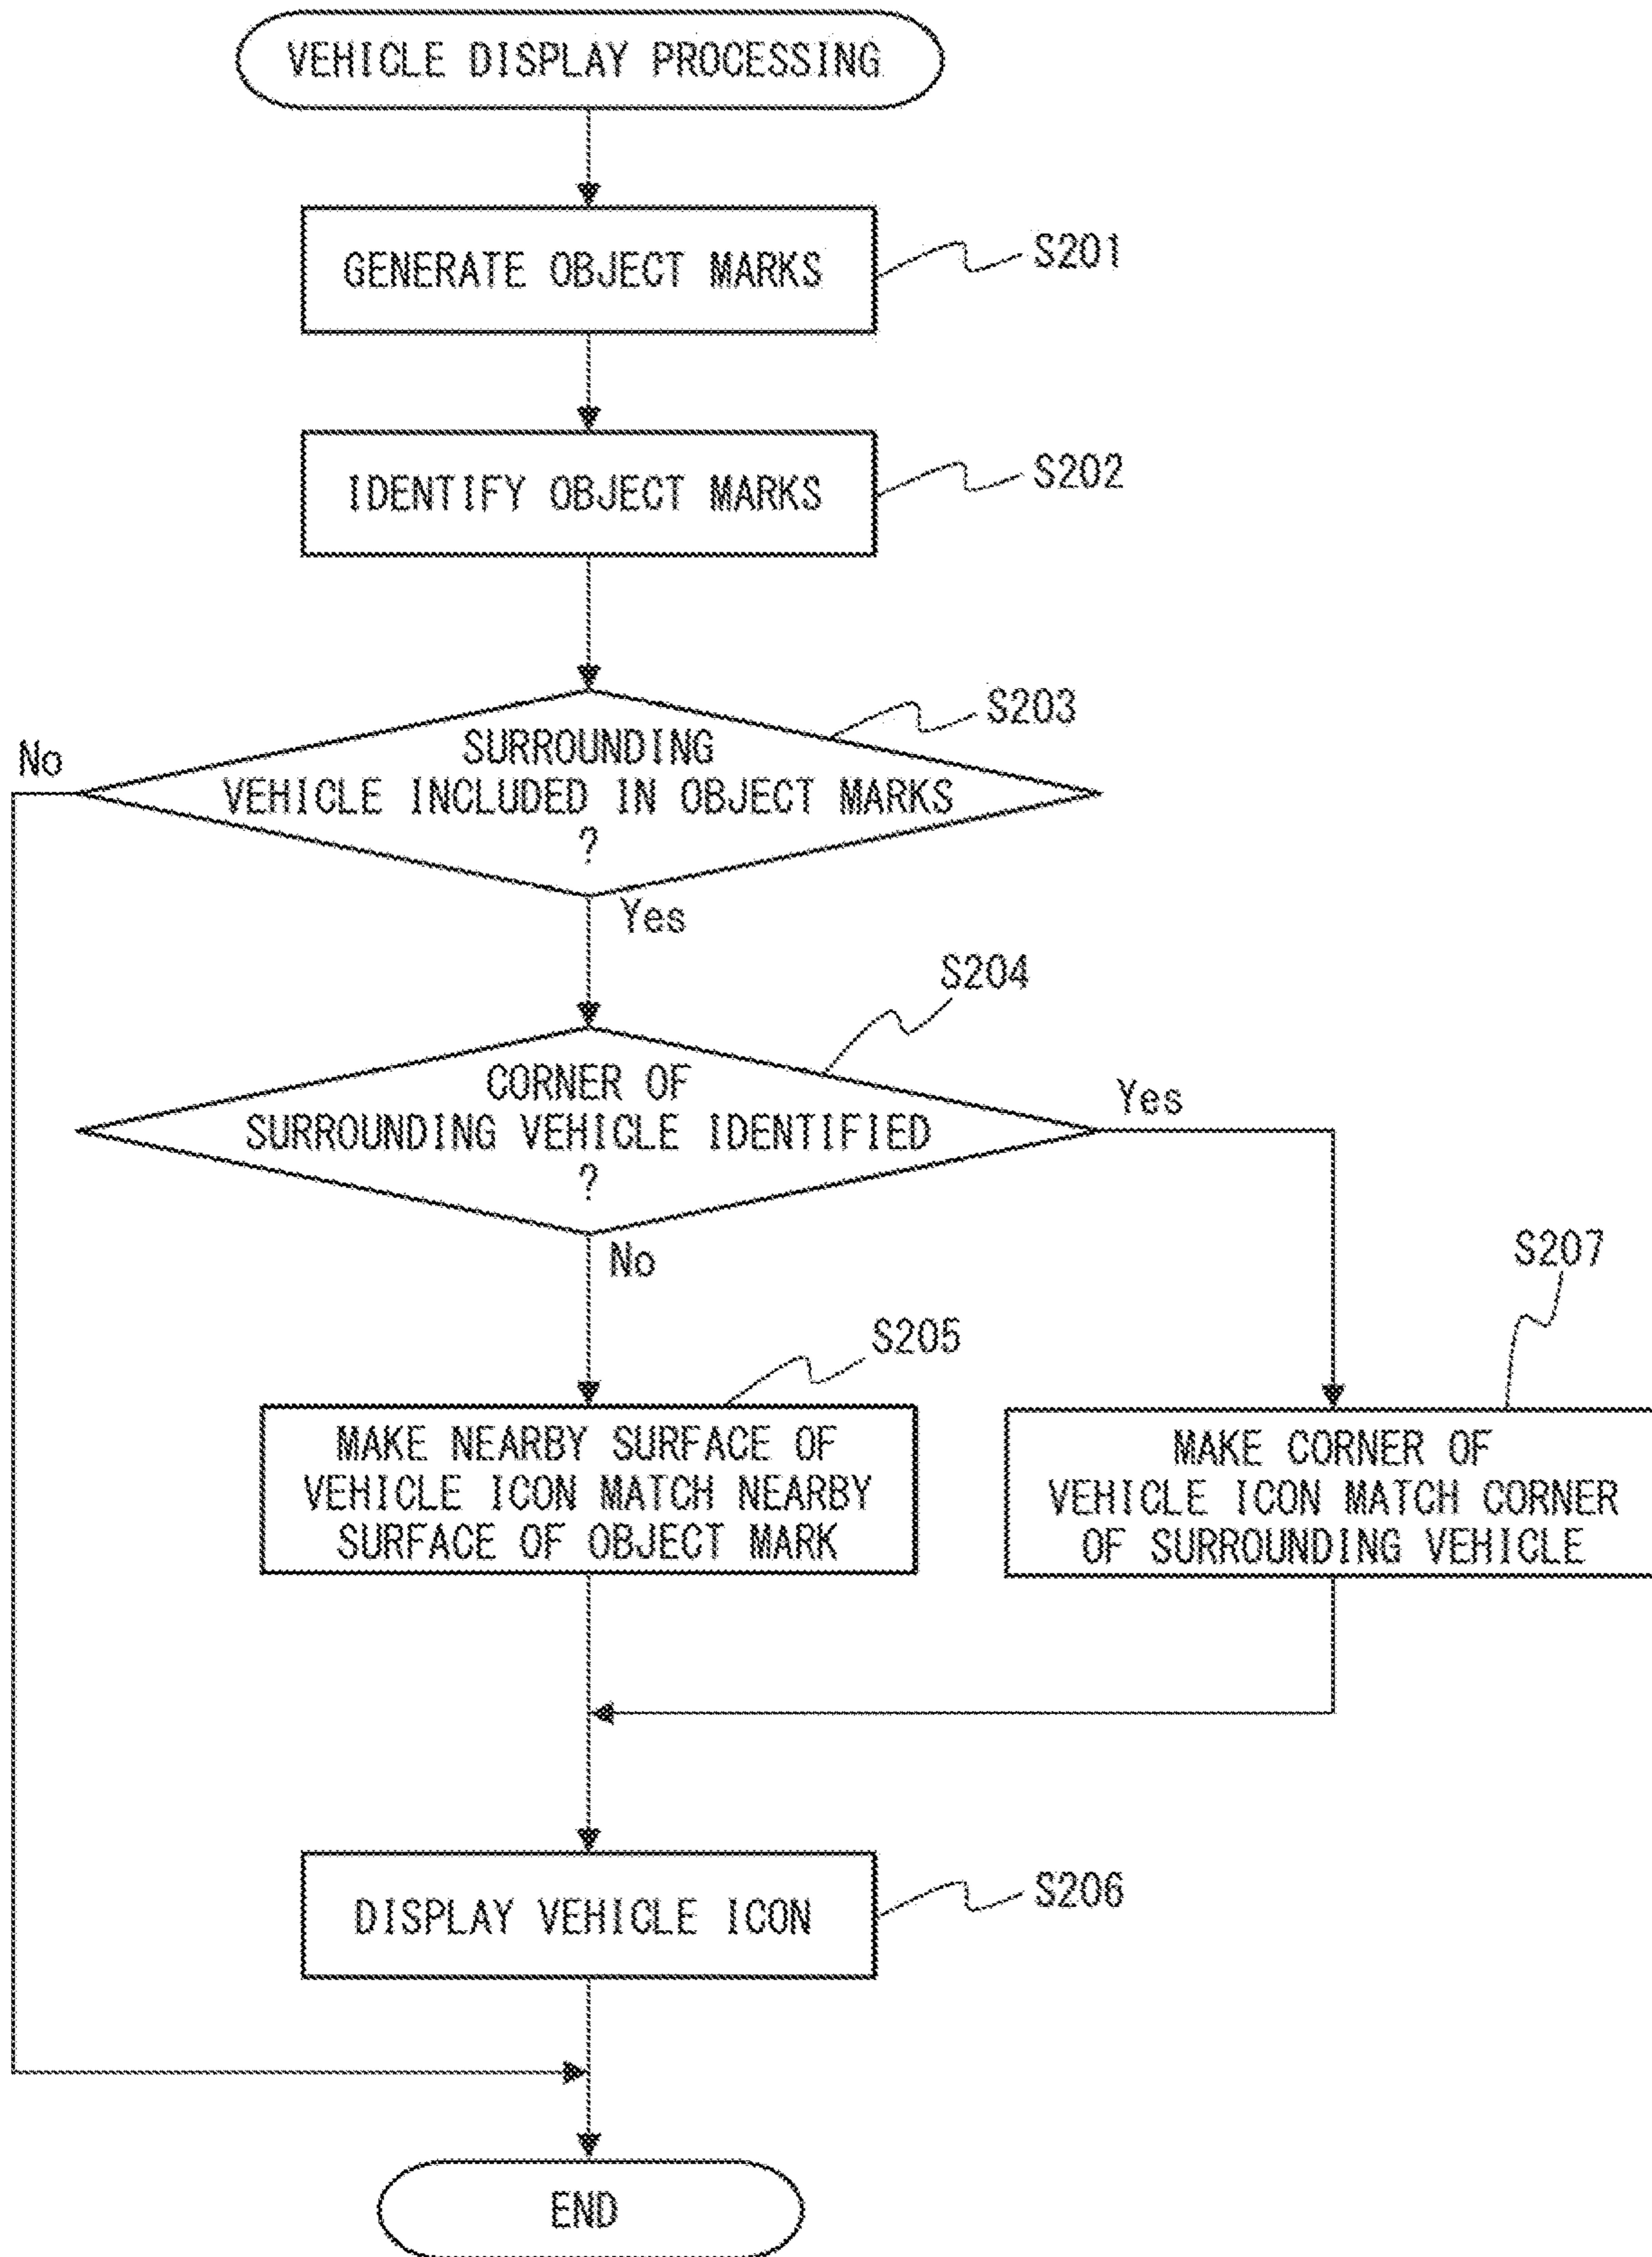 VEHICLE DISPLAY PROCESSING
GENERATE OBJECT MARKS
S201
IDENTIFY OBJECT MARKS
S202
S203
No
SURROUNDING
VEHICLE INCLUDED IN OBJECT MARKS
?
Yes
S204
CORNER OF
SURROUNDING VEHICLE IDENTIFIED
?
Yes
No
S205
S207
MAKE NEARBY SURFACE OF
VEHICLE ICON MATCH NEARBY
SURFACE OF OBJECT MARK
MAKE CORNER OF
VEHICLE ICON MATCH CORNER
OF SURROUNDING VEHICLE
DISPLAY VEHICLE ICON
S206
END